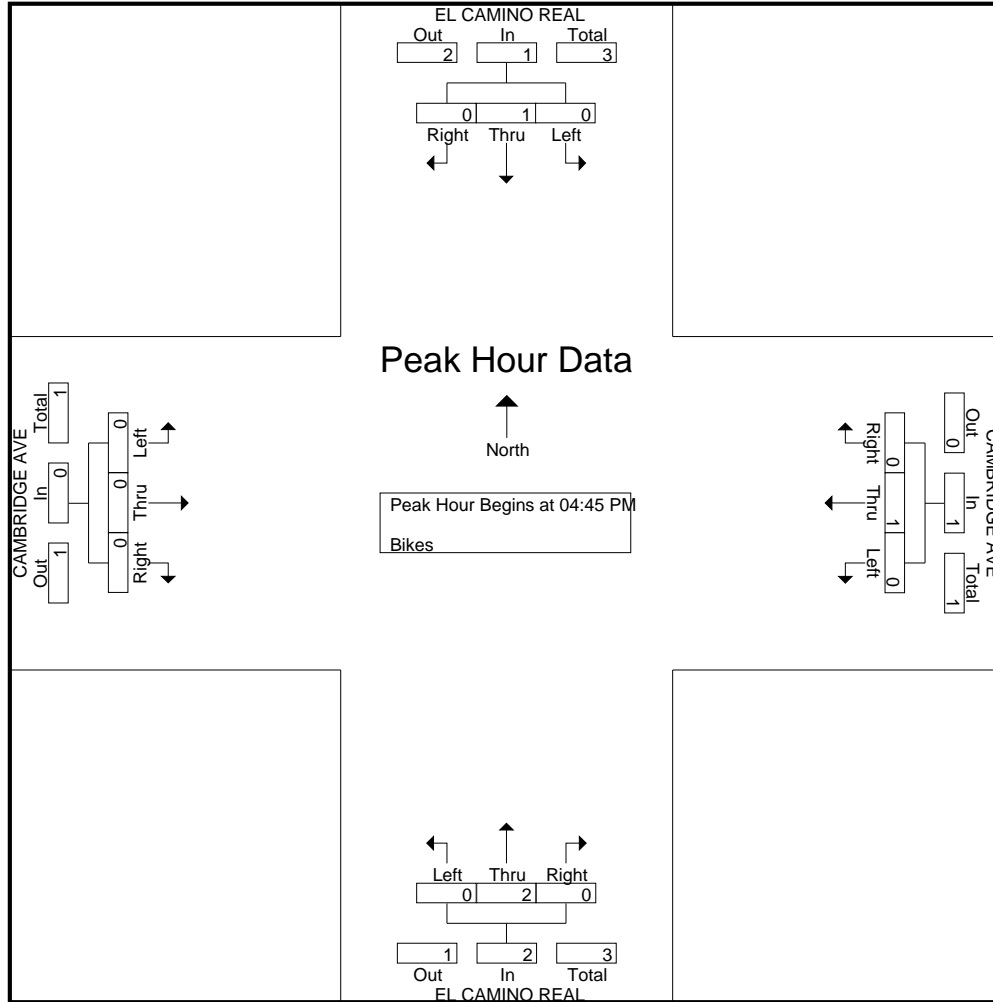 EL CAMINO REAL
Out In Total
2 1 3
0 1 0
Right Thru Left
Peak Hour Data
North
Peak Hour Begins at 04:45 PM
Bikes
CAMBRIDGE AVE
Out In Total
1 0 1
Right Thru Left
0 0 0
CAMBRIDGE AVE
Out In Total
0 1 1
Right Thru Left
0 1 0
Left Thru Right
0 2 0
1 2 3
Out In Total
EL CAMINO REAL